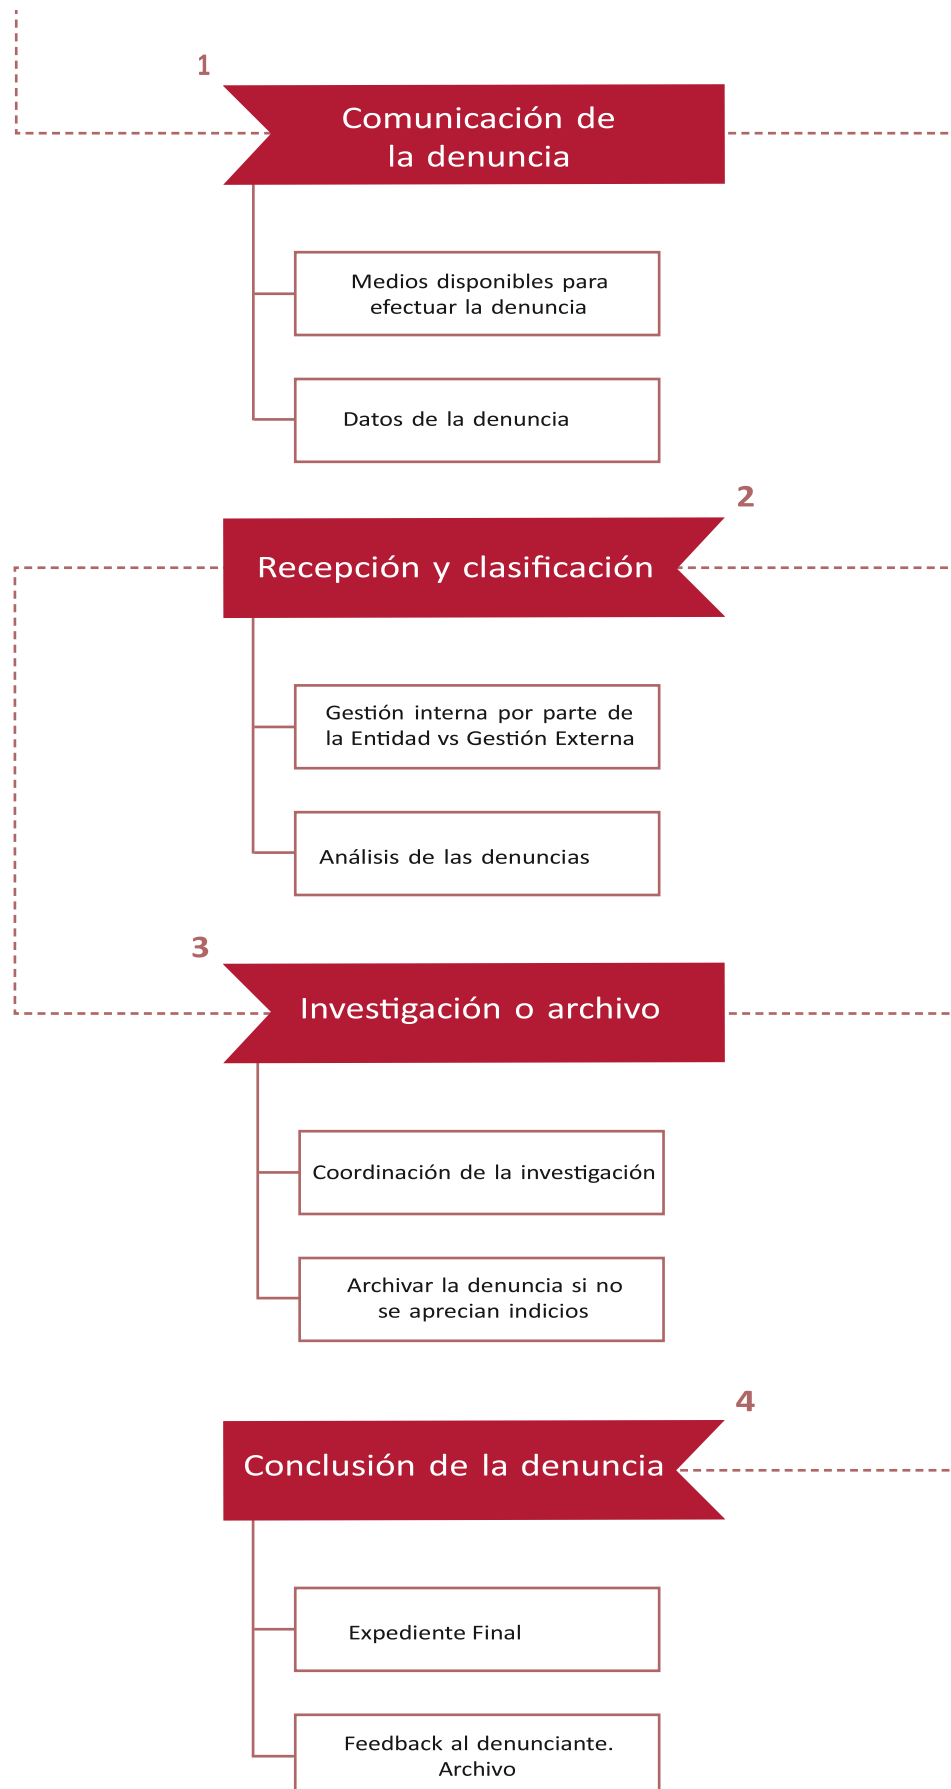 1
Comunicación de
la denuncia
Medios disponibles para
efectuar la denuncia
Datos de la denuncia
2
Recepción y clasificación
Gestión interna por parte de
la Entidad vs Gestión Externa
Análisis de las denuncias
3
Investigación o archivo
Coordinación de la investigación
Archivar la denuncia si no
se aprecian indicios
4
Conclusión de la denuncia
Expediente Final
Feedback al denunciante.
Archivo